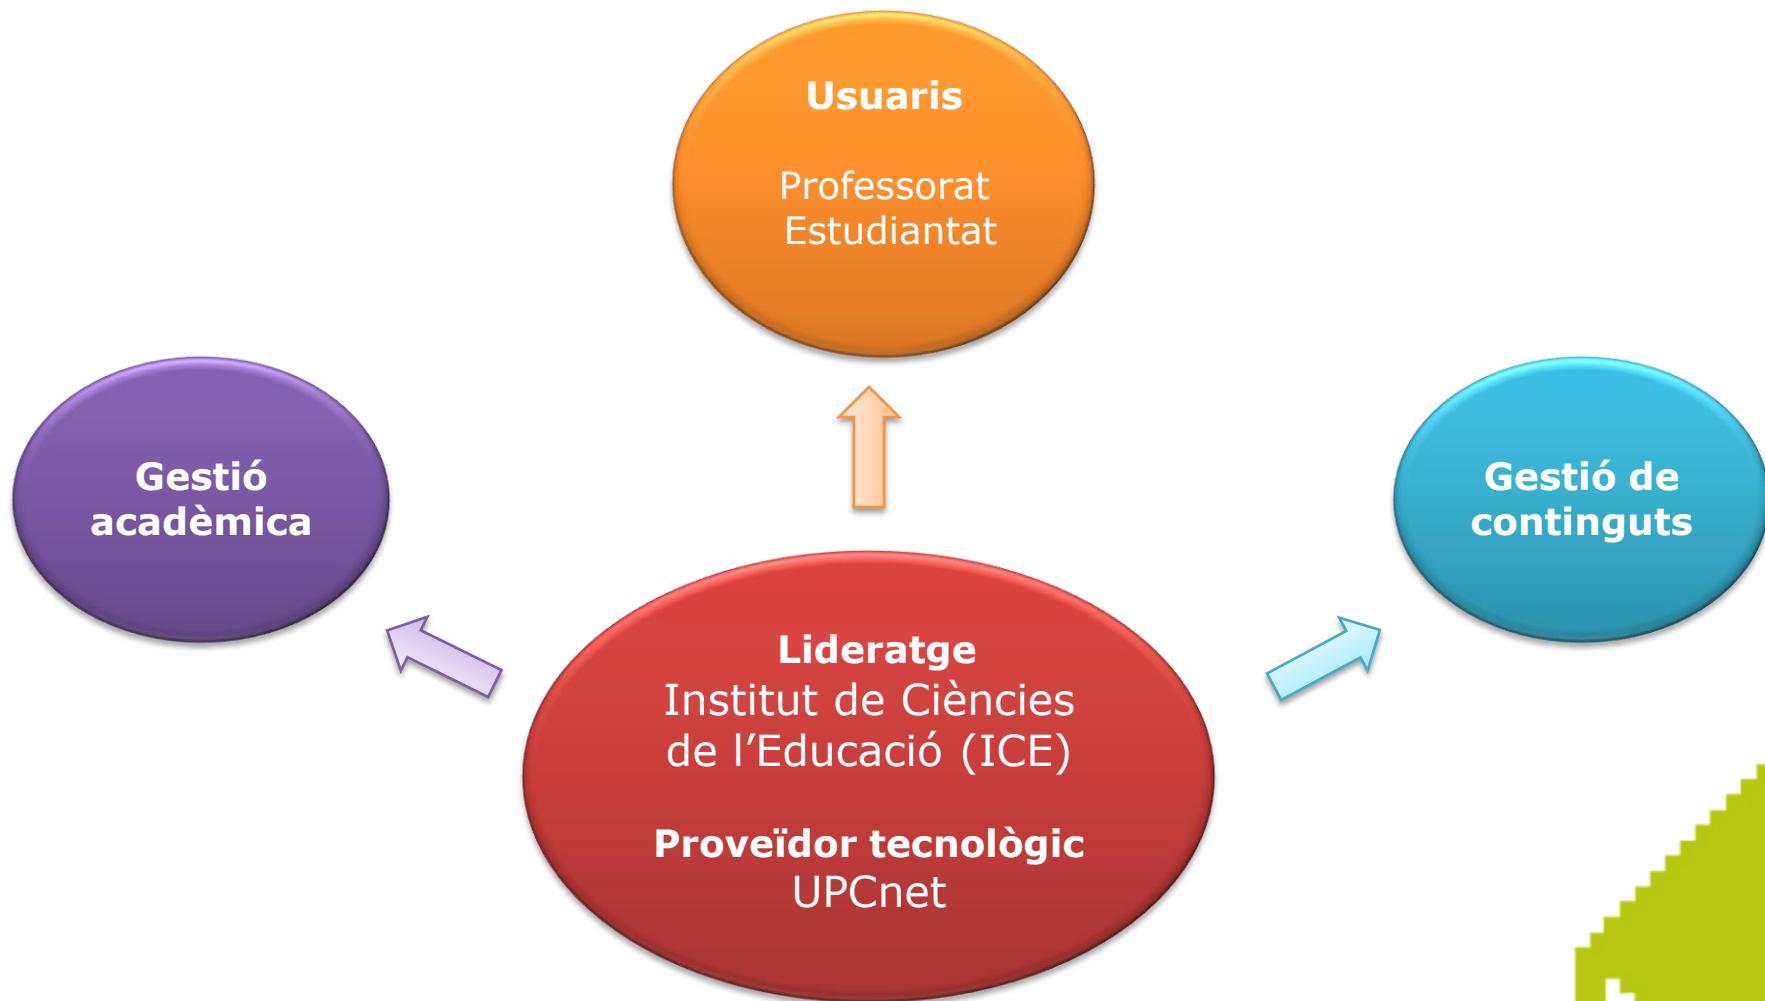 Usuaris
Professorat
Estudiantat
Gestió
acadèmica
Gestió de
continguts
Lideratge
Institut de Ciències
de l’Educació (ICE)
Proveïdor tecnològic
UPCnet